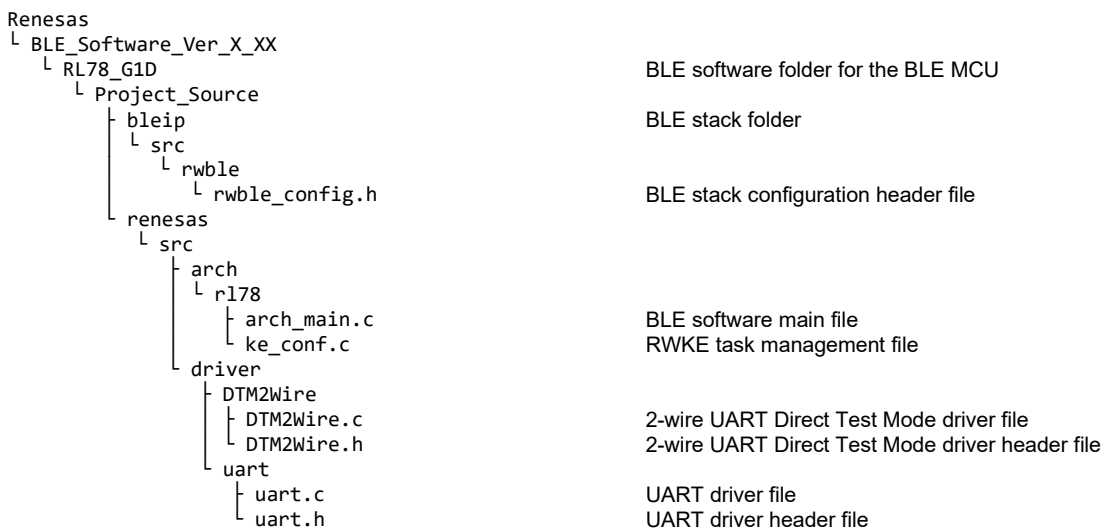 Renesas
└ BLE_Software_Ver_X_XX
└ RL78_G1D BLE software folder for the BLE MCU
└ Project_Source
├ bleip BLE stack folder
│ └ src
│ └ rwble
│ └ rwble_config.h BLE stack configuration header file
└ renesas
└ src
├ arch
│ └ rl78
│ ├ arch_main.c BLE software main file
│ └ ke_conf.c RWKE task management file
└ driver
├ DTM2Wire
│ ├ DTM2Wire.c 2-wire UART Direct Test Mode driver file
│ └ DTM2Wire.h 2-wire UART Direct Test Mode driver header file
└ uart
├ uart.c UART driver file
└ uart.h UART driver header file